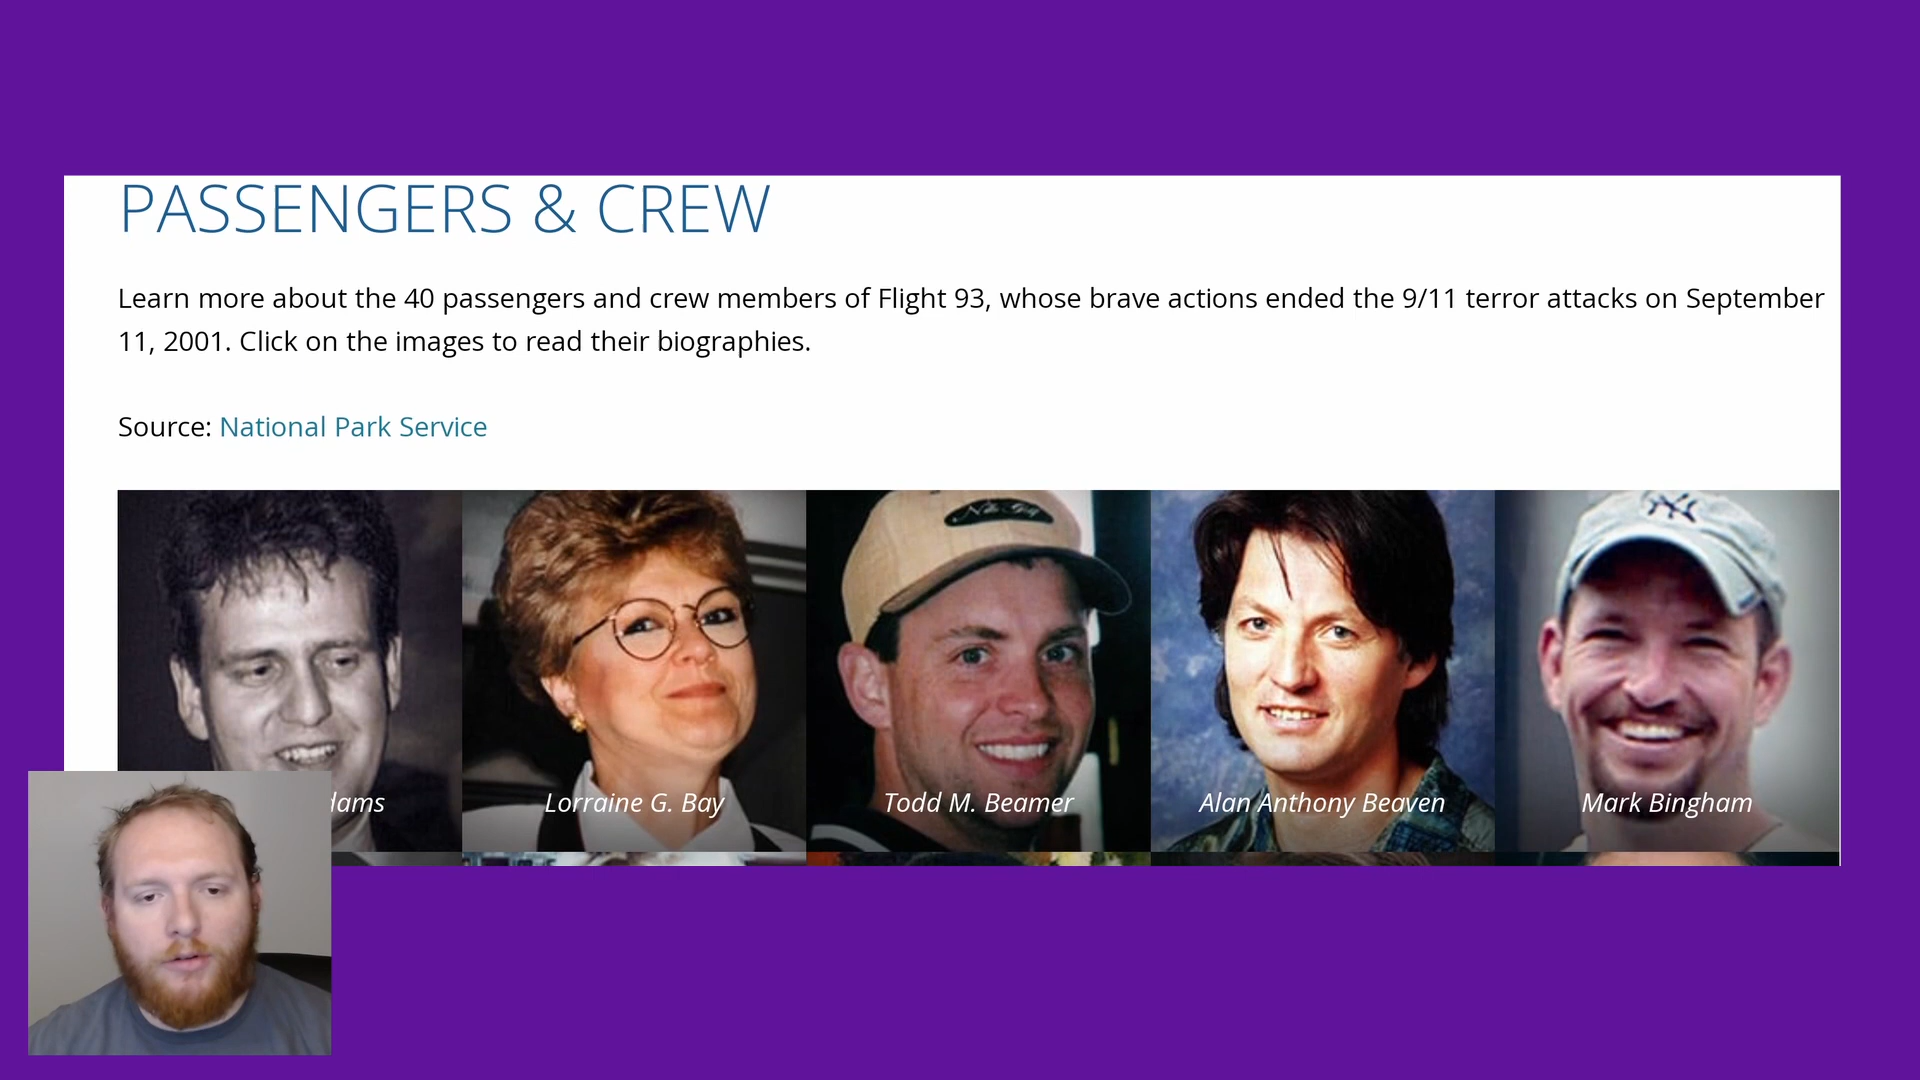 PASSENGERS & CREW
Learn more about the 40 passengers and crew members of Flight 93, whose brave actions ended the 9/11 terror attacks on September
11, 2001. Click on the images to read their biographies.
Source: National Park Service
Lorraine G. Bay
Todd M. Beamer
Alan Anthony Beaven
Mark Bingham